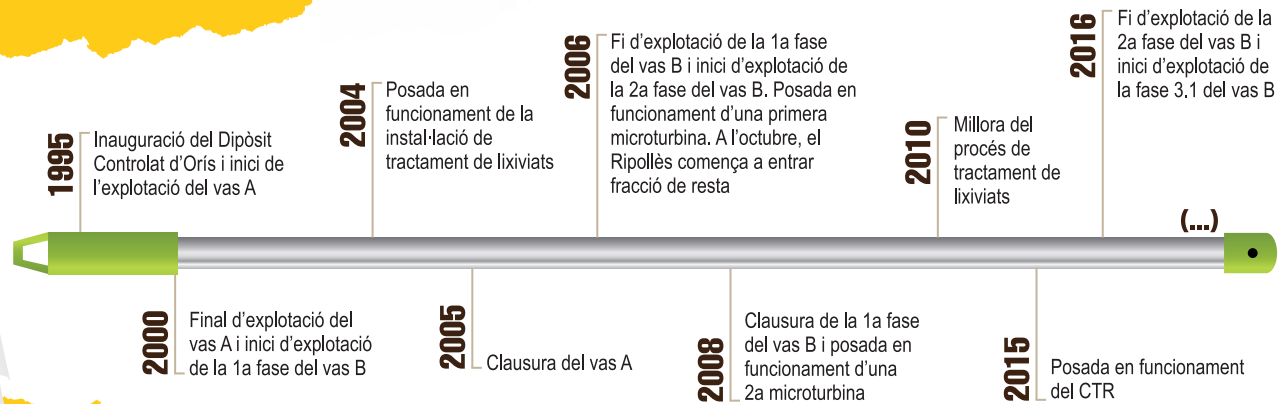 1995
Inauguració del Dipòsit
Controlat d’Orís i inici de
l’explotació del vas A
2000
Final d’explotació del
vas A i inici d’explotació
de la 1a fase del vas B
2004
Posada en
funcionament de la
instal·lació de
tractament de lixiviats
2005
Clausura del vas A
2006
Fi d’explotació de la 1a fase
del vas B i inici d’explotació de
la 2a fase del vas B. Posada en
funcionament d’una primera
microturbina. A l’octubre, el
Ripollès comença a entrar
fracció de resta
2008
Clausura de la 1a fase
del vas B i posada en
funcionament d’una
2a microturbina
2010
Millora del
procés de
tractament de
lixiviats
2015
Posada en funcionament
del CTR
2016
Fi d’explotació de la
2a fase del vas B i
inici d’explotació de
la fase 3.1 del vas B
(...)